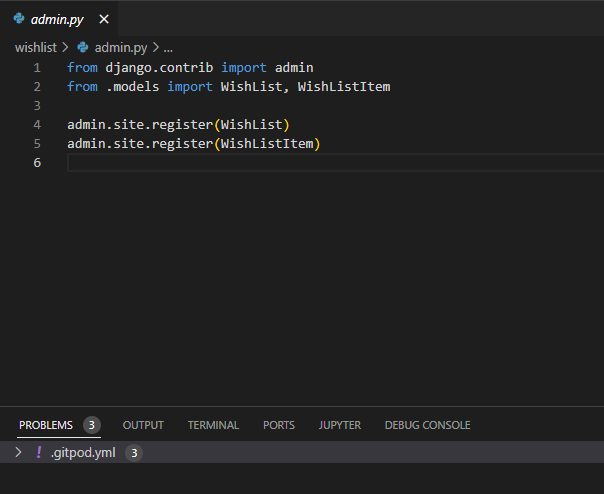 admin.py
wishlist > admin.py > ...
1 from django.contrib import admin
2 from .models import WishList, WishListItem
3
4 admin.site.register(WishList)
5 admin.site.register(WishListItem)
6
PROBLEMS 3 OUTPUT TERMINAL PORTS JUPYTER DEBUG CONSOLE
! .gitpod.yml 3